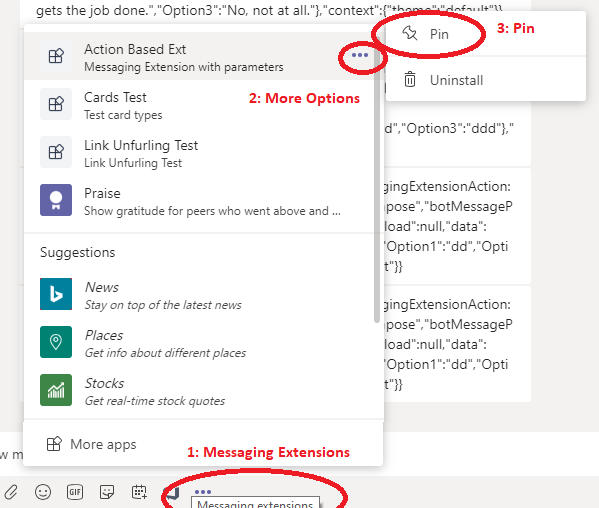 gets the job done.","Option3":"No, not at all."},"context":{"theme":"default"}}
Action Based Ext
Messaging Extension with parameters
2: More Options
Cards Test
Test card types
Link Unfurling Test
Link Unfurling Test
Praise
Show gratitude for peers who went above and ...
Suggestions
News
Stay on top of the latest news
Places
Get info about different places
Stocks
Get real-time stock quotes
More apps
1: Messaging Extensions
Pin
3: Pin
Uninstall
d","Option3":"ddd"},"
gingExtensionAction:
pose","botMessageP
load":null,"data":
"Option1":"dd","Opti
t"}}
gingExtensionAction:
pose","botMessageP
load":null,"data":
"Option1":"dd","Opti
t"}}
w m
GIF
Messaging extensions